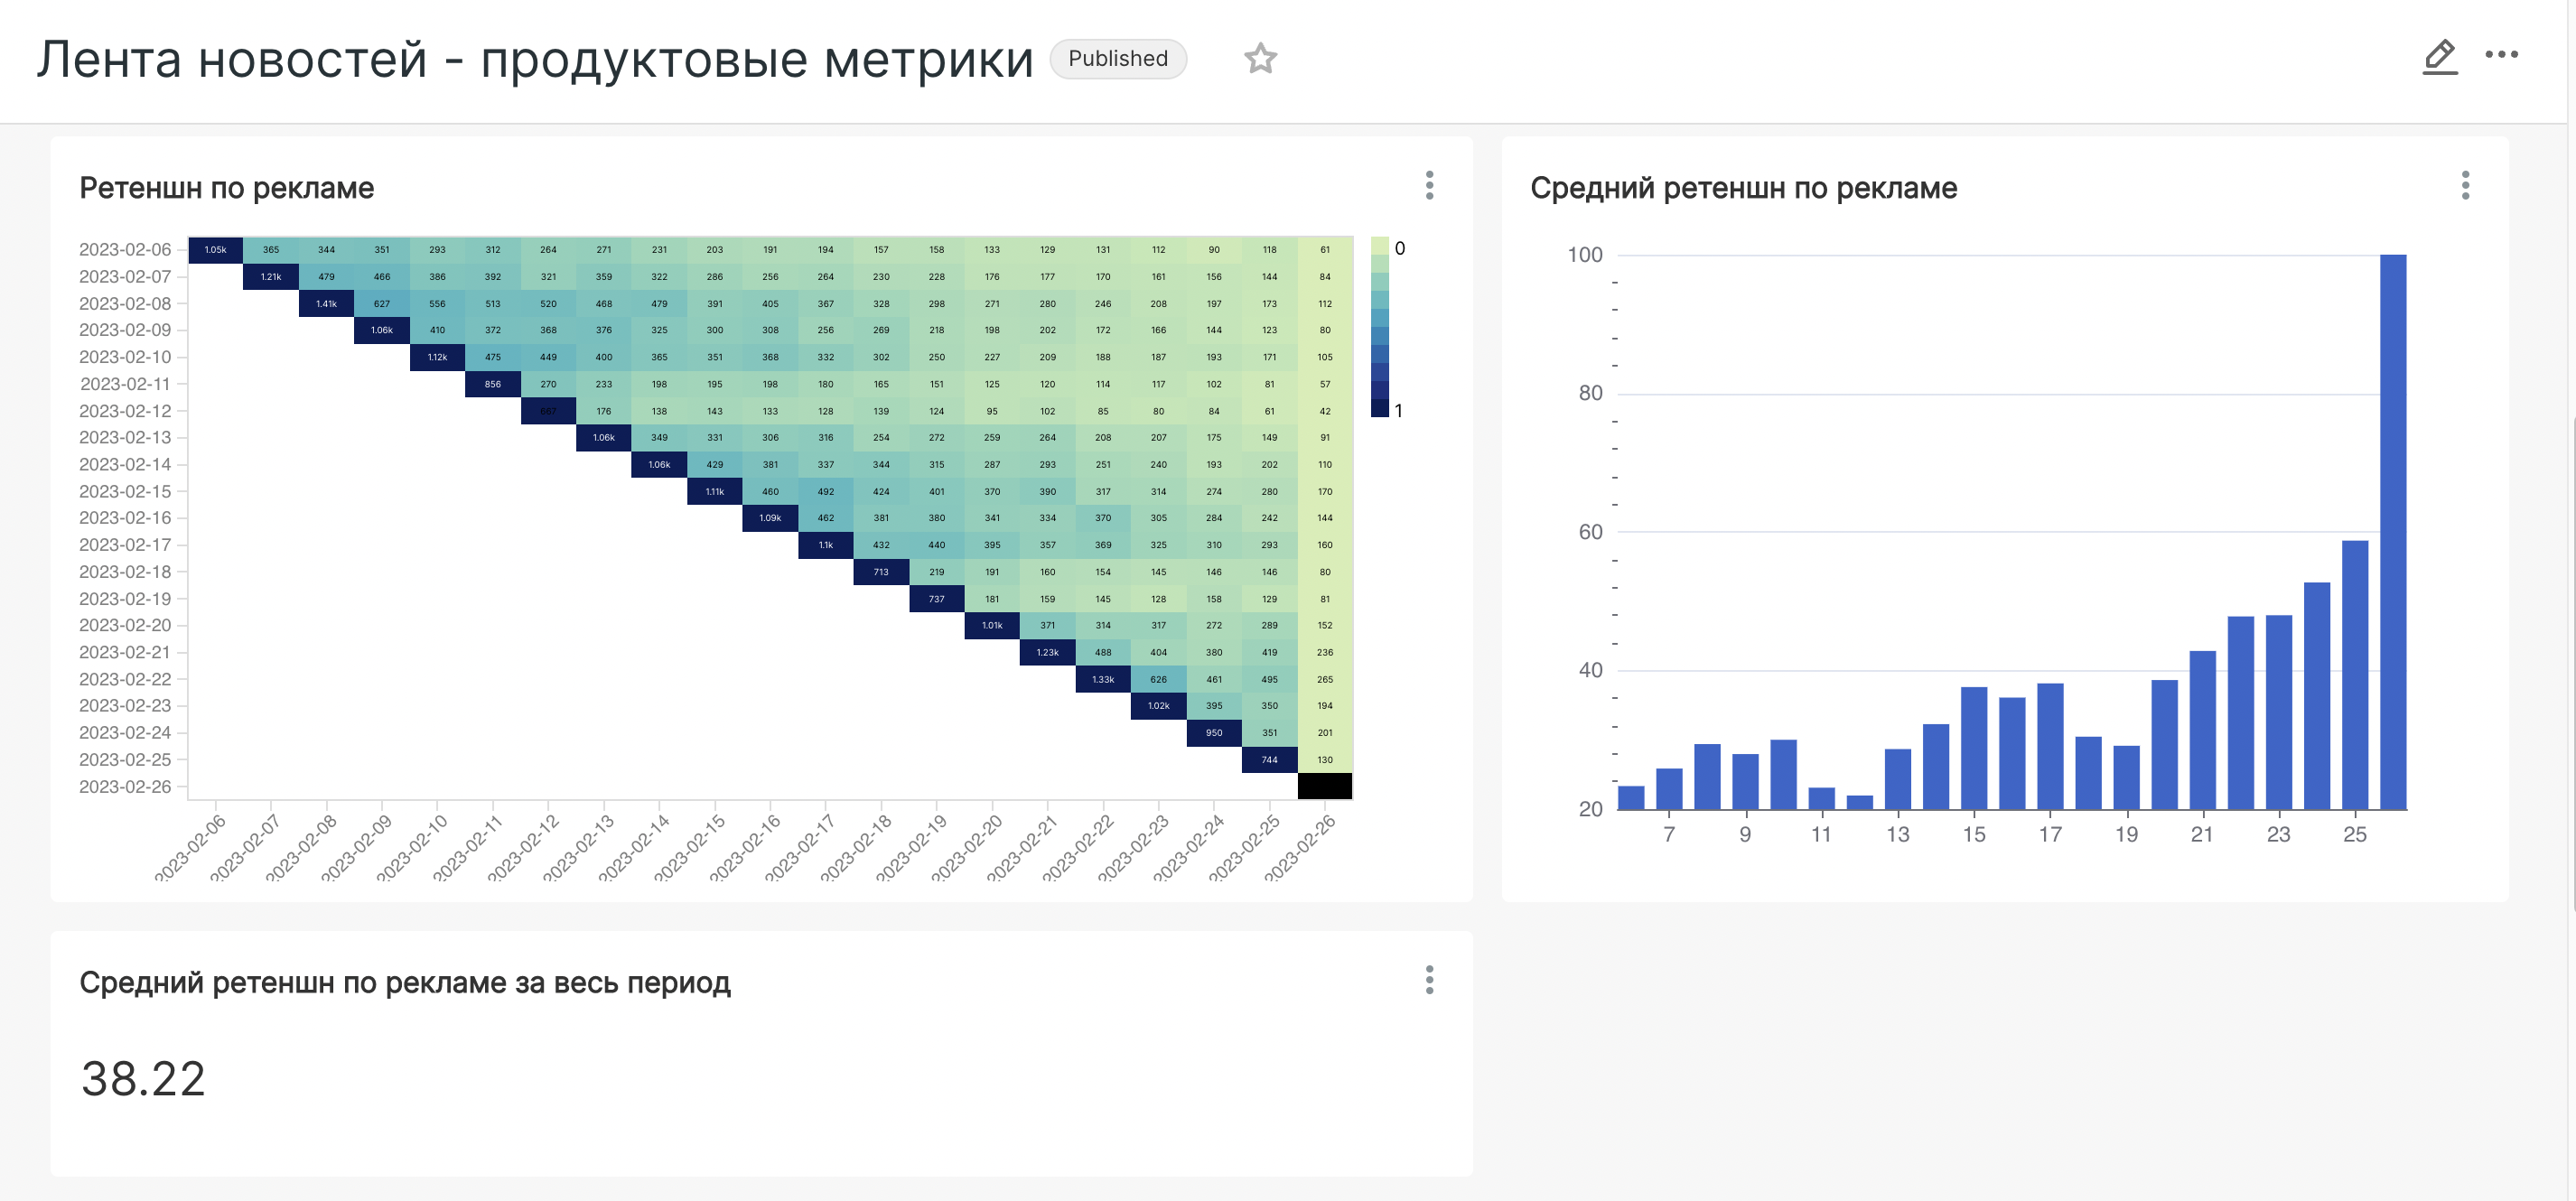 Лента новостей - продуктовые метрики Published
Ретеншн по рекламе
2023-02-06 1.05k 365 344 351 293 312 264 271 231 203 191 194 157 158 133 129 131 112 90 118 61
2023-02-07 1.21k 479 466 386 392 321 359 322 286 256 264 230 228 176 177 170 161 156 144 84
2023-02-08 1.41k 627 556 513 520 468 479 391 405 367 328 298 271 280 246 208 197 173 112
2023-02-09 1.06k 410 372 368 376 325 300 308 256 269 218 198 202 172 166 144 123 80
2023-02-10 1.12k 475 449 400 365 351 368 332 302 250 227 209 188 187 193 171 105
2023-02-11 856 270 233 198 195 198 180 165 151 125 120 114 117 102 81 57
2023-02-12 667 176 138 143 133 128 139 124 95 102 85 80 84 61 42
2023-02-13 1.06k 349 331 306 316 254 272 259 264 208 207 175 149 91
2023-02-14 1.06k 429 381 337 344 315 287 293 251 240 193 202 110
2023-02-15 1.11k 460 492 424 401 370 390 317 314 274 280 170
2023-02-16 1.09k 462 381 380 341 334 370 305 284 242 144
2023-02-17 1.1k 432 440 395 357 369 325 310 293 160
2023-02-18 713 219 191 160 154 145 146 146 80
2023-02-19 737 181 159 145 128 158 129 81
2023-02-20 1.01k 371 314 317 272 289 152
2023-02-21 1.23k 488 404 380 419 236
2023-02-22 1.33k 626 461 495 265
2023-02-23 1.02k 395 350 194
2023-02-24 950 351 201
2023-02-25 744 130
2023-02-26
2023-02-06 2023-02-07 2023-02-08 2023-02-09 2023-02-10 2023-02-11 2023-02-12 2023-02-13 2023-02-14 2023-02-15 2023-02-16 2023-02-17 2023-02-18 2023-02-19 2023-02-20 2023-02-21 2023-02-22 2023-02-23 2023-02-24 2023-02-25 2023-02-26
0
1
Средний ретеншн по рекламе
100
80
60
40
20
7 9 11 13 15 17 19 21 23 25
Средний ретеншн по рекламе за весь период
38.22